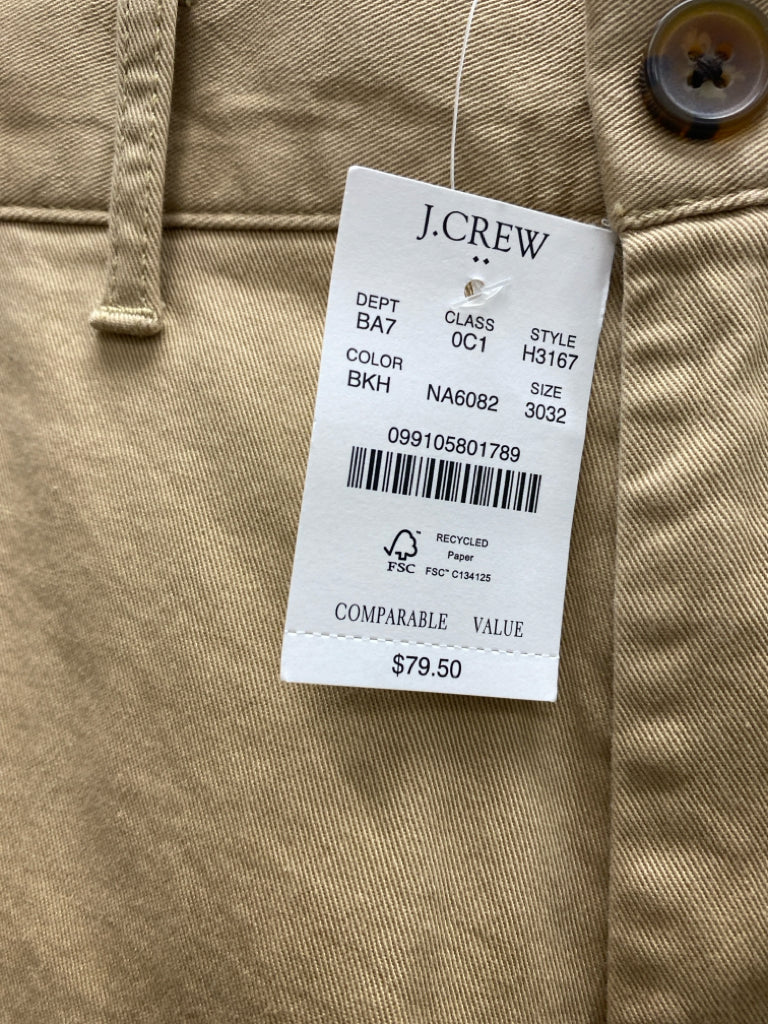 J.CREW
DEPT CLASS STYLE
BA7 0C1 H3167
COLOR SIZE
BKH NA6082 3032
099105801789
RECYCLED
Paper
FSC™ FSC™ C134125
COMPARABLE VALUE
$79.50